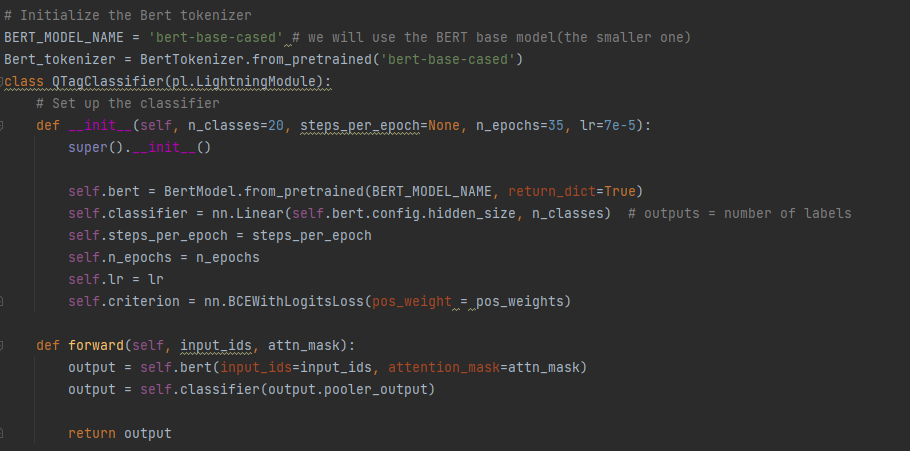 # Initialize the Bert tokenizer
BERT_MODEL_NAME = 'bert-base-cased' # we will use the BERT base model(the smaller one)
Bert_tokenizer = BertTokenizer.from_pretrained('bert-base-cased')
class QTagClassifier(pl.LightningModule):
    # Set up the classifier
    def __init__(self, n_classes=20, steps_per_epoch=None, n_epochs=35, lr=7e-5):
        super().__init__()

        self.bert = BertModel.from_pretrained(BERT_MODEL_NAME, return_dict=True)
        self.classifier = nn.Linear(self.bert.config.hidden_size, n_classes)  # outputs = number of labels
        self.steps_per_epoch = steps_per_epoch
        self.n_epochs = n_epochs
        self.lr = lr
        self.criterion = nn.BCEWithLogitsLoss(pos_weight = pos_weights)

    def forward(self, input_ids, attn_mask):
        output = self.bert(input_ids=input_ids, attention_mask=attn_mask)
        output = self.classifier(output.pooler_output)

        return output